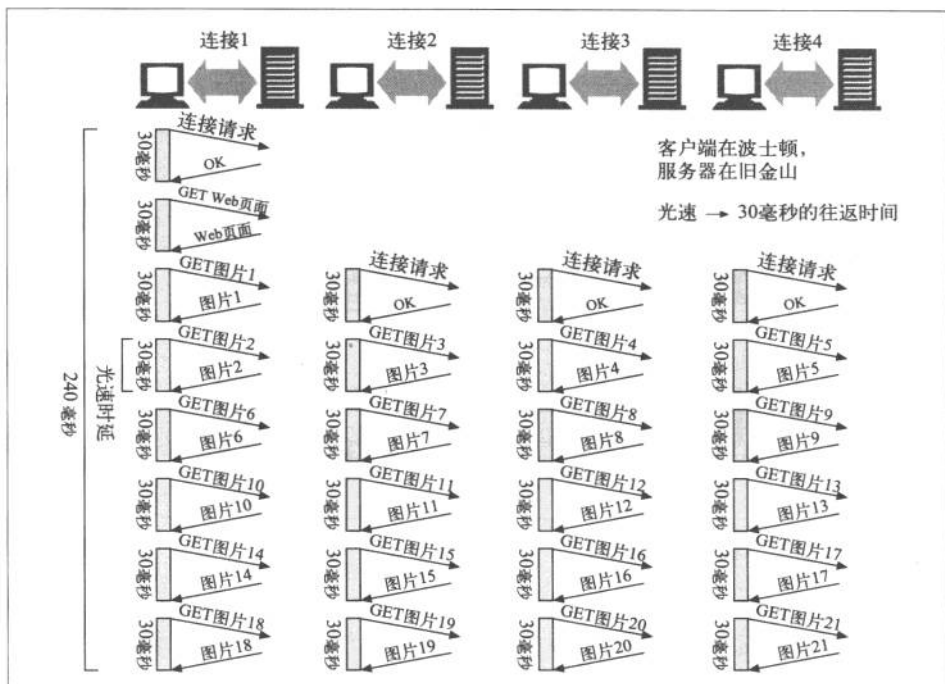 连接1
连接2
连接3
连接4
客户端在波士顿,
服务器在旧金山
光速 → 30毫秒的往返时间
240 毫秒
光速时延
30毫秒
连接请求
OK
30毫秒
GET Web页面
Web页面
30毫秒
GET图片1
图片1
30毫秒
连接请求
OK
30毫秒
连接请求
OK
30毫秒
连接请求
OK
30毫秒
GET图片2
图片2
30毫秒
GET图片3
图片3
30毫秒
GET图片4
图片4
30毫秒
GET图片5
图片5
30毫秒
GET图片6
图片6
30毫秒
GET图片7
图片7
30毫秒
GET图片8
图片8
30毫秒
GET图片9
图片9
30毫秒
GET图片10
图片10
30毫秒
GET图片11
图片11
30毫秒
GET图片12
图片12
30毫秒
GET图片13
图片13
30毫秒
GET图片14
图片14
30毫秒
GET图片15
图片15
30毫秒
GET图片16
图片16
30毫秒
GET图片17
图片17
30毫秒
GET图片18
图片18
30毫秒
GET图片19
图片19
30毫秒
GET图片20
图片20
30毫秒
GET图片21
图片21